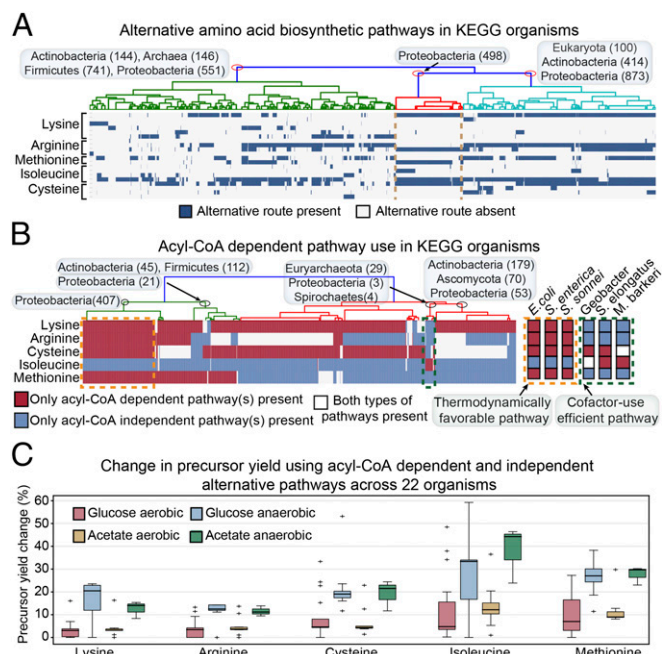 A
Alternative amino acid biosynthetic pathways in KEGG organisms
Actinobacteria (144), Archaea (146)
Firmicutes (741), Proteobacteria (551)
Proteobacteria (498)
Eukaryota (100)
Actinobacteria (414)
Proteobacteria (873)
Lysine
Arginine
Methionine
Isoleucine
Cysteine
Alternative route present
Alternative route absent
B
Acyl-CoA dependent pathway use in KEGG organisms
Proteobacteria(407)
Actinobacteria (45), Firmicutes (112)
Proteobacteria (21)
Euryarchaeota (29)
Proteobacteria (3)
Spirochaetes(4)
Actinobacteria (179)
Ascomycota (70)
Proteobacteria (53)
E.coli
S. enterica
S. sonnei
Geobacter
S. elongatus
M. barkeri
Lysine
Arginine
Cysteine
Isoleucine
Methionine
Only acyl-CoA dependent pathway(s) present
Only acyl-CoA independent pathway(s) present
Both types of
pathways present
Thermodynamically
favorable pathway
Cofactor-use
efficient pathway
C
Change in precursor yield using acyl-CoA dependent and independent
alternative pathways across 22 organisms
Precursor yield change (%)
60
50
40
30
20
10
0
Glucose aerobic
Glucose anaerobic
Acetate aerobic
Acetate anaerobic
Lysine
Arginine
Cysteine
Isoleucine
Methionine